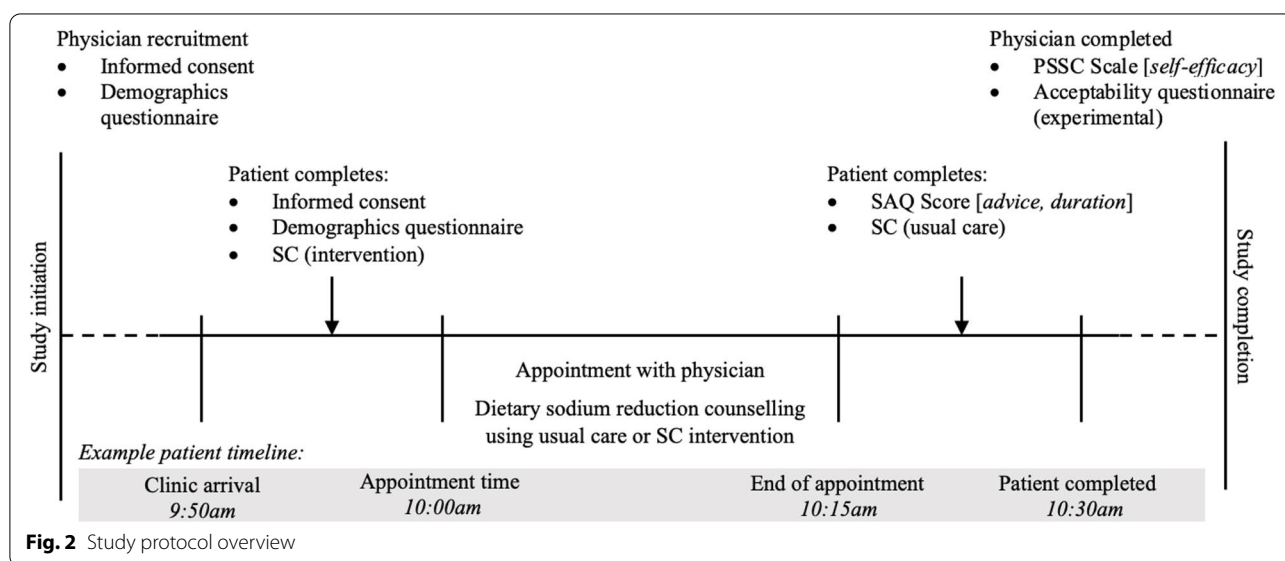 Physician recruitment
• Informed consent
• Demographics
questionnaire
Physician completed
• PSSC Scale [self-efficacy]
• Acceptability questionnaire
(experimental)
Patient completes:
• Informed consent
• Demographics questionnaire
• SC (intervention)
Patient completes:
• SAQ Score [advice, duration]
• SC (usual care)
Study initiation
Study completion
Appointment with physician
Dietary sodium reduction counselling
using usual care or SC intervention
Example patient timeline:
Clinic arrival
9:50am
Appointment time
10:00am
End of appointment
10:15am
Patient completed
10:30am
Fig. 2 Study protocol overview